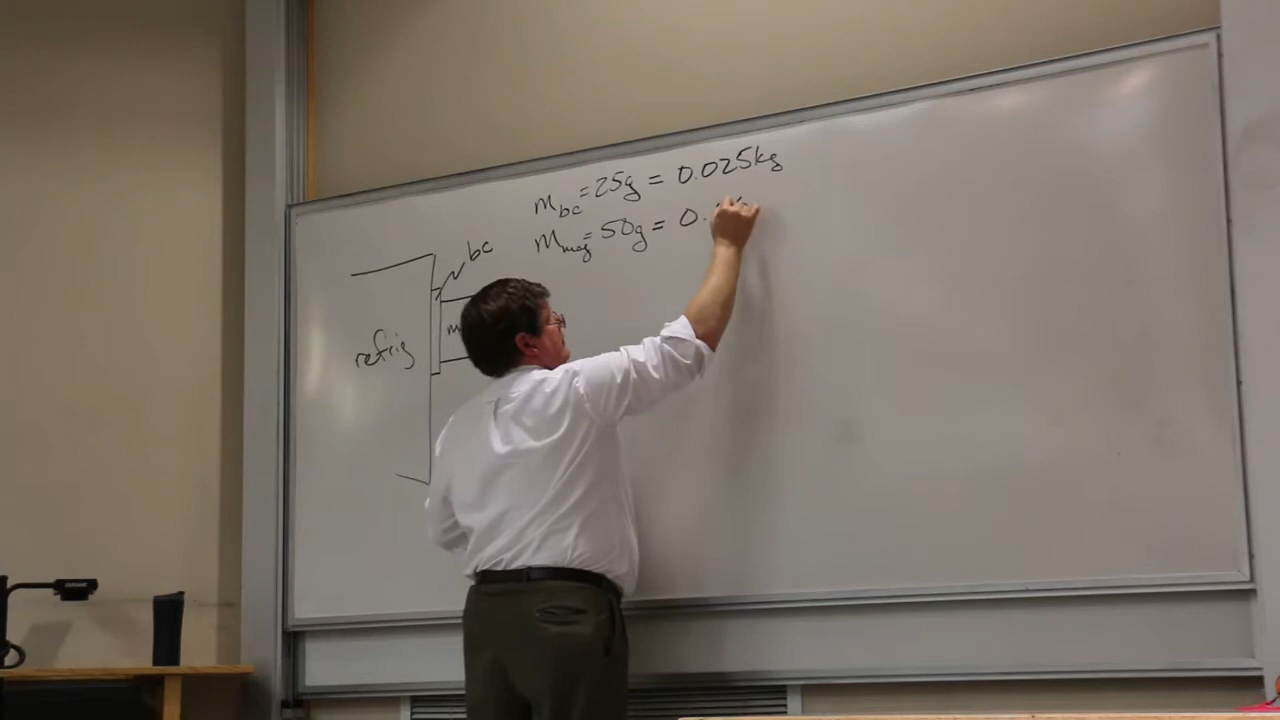 m_bc = 25g = 0.025kg
m_mag = 50g = 0.
bc
refrig
m